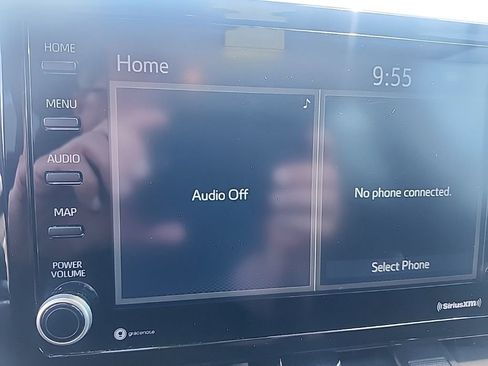 HOME
Home
9:55
MENU
AUDIO
Audio Off
No phone connected.
MAP
POWER
VOLUME
Select Phone
gracenote
SiriusXM